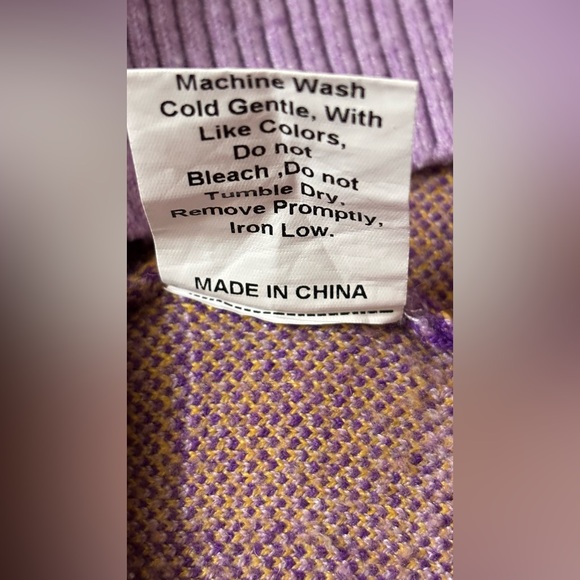 Machine Wash
Cold Gentle, With
Like Colors,
Do not
Bleach ,Do not
Tumble Dry,
Remove Promptly,
Iron Low.
MADE IN CHINA